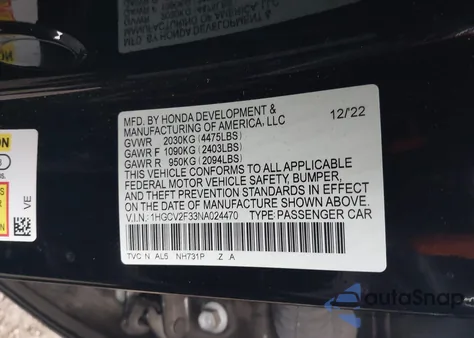 MFD. BY HONDA DEVELOPMENT &
MANUFACTURING OF AMERICA, LLC 12/22
GVWR 2030KG (4475LBS)
GAWR F 1090KG (2403LBS)
GAWR R 950KG (2094LBS)
THIS VEHICLE CONFORMS TO ALL APPLICABLE
FEDERAL MOTOR VEHICLE SAFETY, BUMPER,
AND THEFT PREVENTION STANDARDS IN EFFECT
ON THE DATE OF MANUFACTURE SHOWN ABOVE.
V.I.N.: 1HGCV2F33NA024470 TYPE: PASSENGER CAR
TVC N AL5 NH731P Z .A
VE
autoSnap